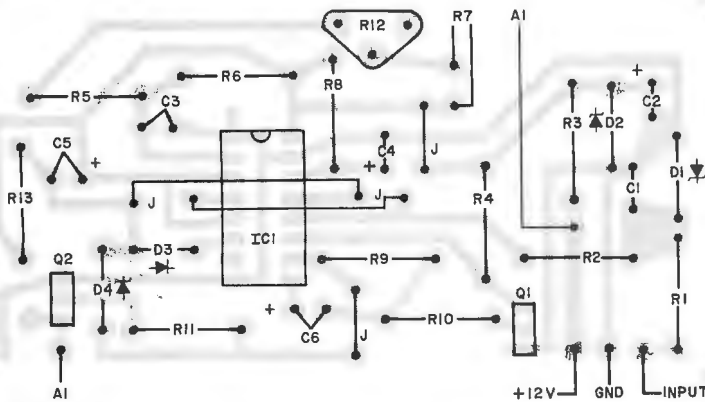 R12
R7
A1
R5
R6
R8
C3
R3
D2
C2
C5
C4
J
D1
R13
J
J
R4
C1
IC1
D3
R9
R2
Q2
D4
Q1
R1
R11
C6
J
R10
A1
+12V
GND
INPUT
+
+
+
+
+